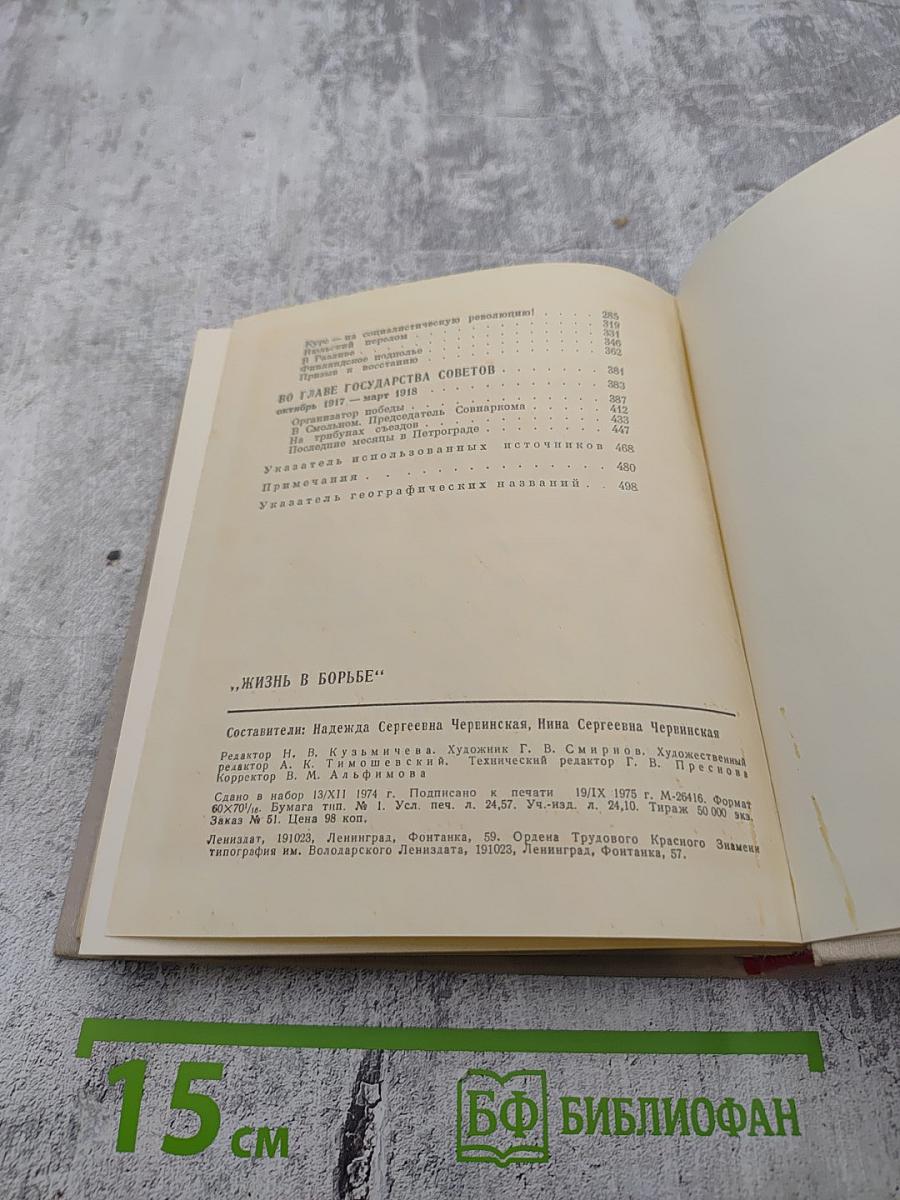 Курс — на социалистическую революцию! . . . . 285
Июльский перелом . . . . . . . . . . . 319
В Разливе . . . . . . . . . . . . . 331
Финляндское подполье . . . . . . . . . . 346
Призыв к восстанию . . . . . . . . . . 362
ВО ГЛАВЕ ГОСУДАРСТВА СОВЕТОВ . . . . . . . 381
октябрь 1917 — март 1918 . . . . . . . . . 383
Организатор победы . . . . . . . . . . 387
В Смольном. Председатель Совнаркома . . . . . 412
На трибунах съездов . . . . . . . . . . 433
Последние месяцы в Петрограде . . . . . . . 447
Указатель использованных источников 468
Примечания . . . . . . . . . . . . . 480
Указатель географических названий . . 498
„ЖИЗНЬ В БОРЬБЕ“
Составители: Надежда Сергеевна Червинская, Нина Сергеевна Червинская
Редактор Н. В. Кузьмичева. Художник Г. В. Смирнов. Художественный
редактор А. К. Тимошевский. Технический редактор Г. В. Преснова
Корректор В. М. Альфимова
Сдано в набор 13/XII 1974 г. Подписано к печати 19/IX 1975 г. М-26416. Формат
60×70¹/₁₆. Бумага тип. № 1. Усл. печ. л. 24,57. Уч.-изд. л. 24,10. Тираж 50 000 экз.
Заказ № 51. Цена 98 коп.
Лениздат, 191023, Ленинград, Фонтанка, 59. Ордена Трудового Красного Знамени
типография им. Володарского Лениздата, 191023, Ленинград, Фонтанка, 57.
15 см
БФ БИБЛИОФАН